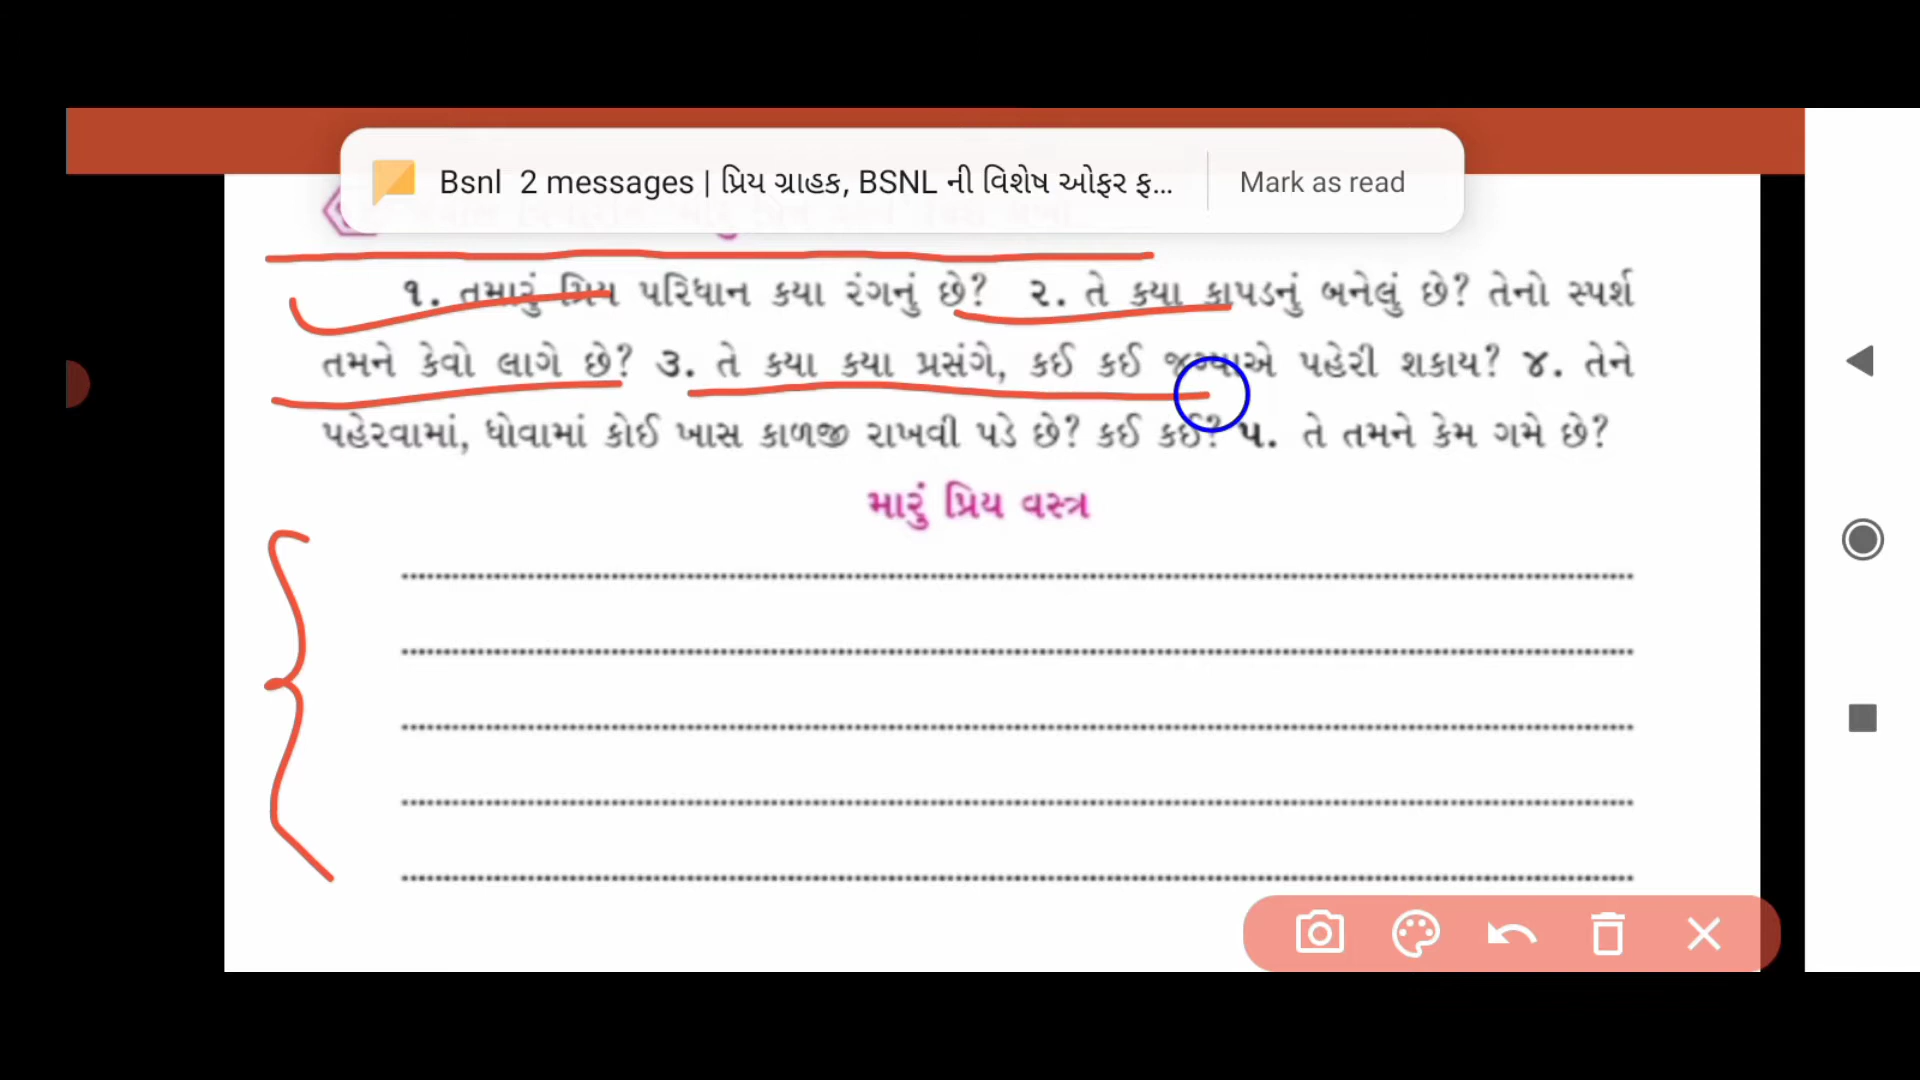 Bsnl 2 messages | પ્રિય ગ્રાહક, BSNL ની વિશેષ ઓફર ફ... Mark as read
૧. તમારું પ્રિય પરિધાન કયા રંગનું છે? ૨. તે કયા કાપડનું બનેલું છે? તેનો સ્પર્શ
તમને કેવો લાગે છે? ૩. તે કયા કયા પ્રસંગે, કઈ કઈ જગ્યાએ પહેરી શકાય? ૪. તેને
પહેરવામાં, ધોવામાં કોઈ ખાસ કાળજી રાખવી પડે છે? કઈ કઈ? ૫. તે તમને કેમ ગમે છે?
મારું પ્રિય વસ્ત્ર